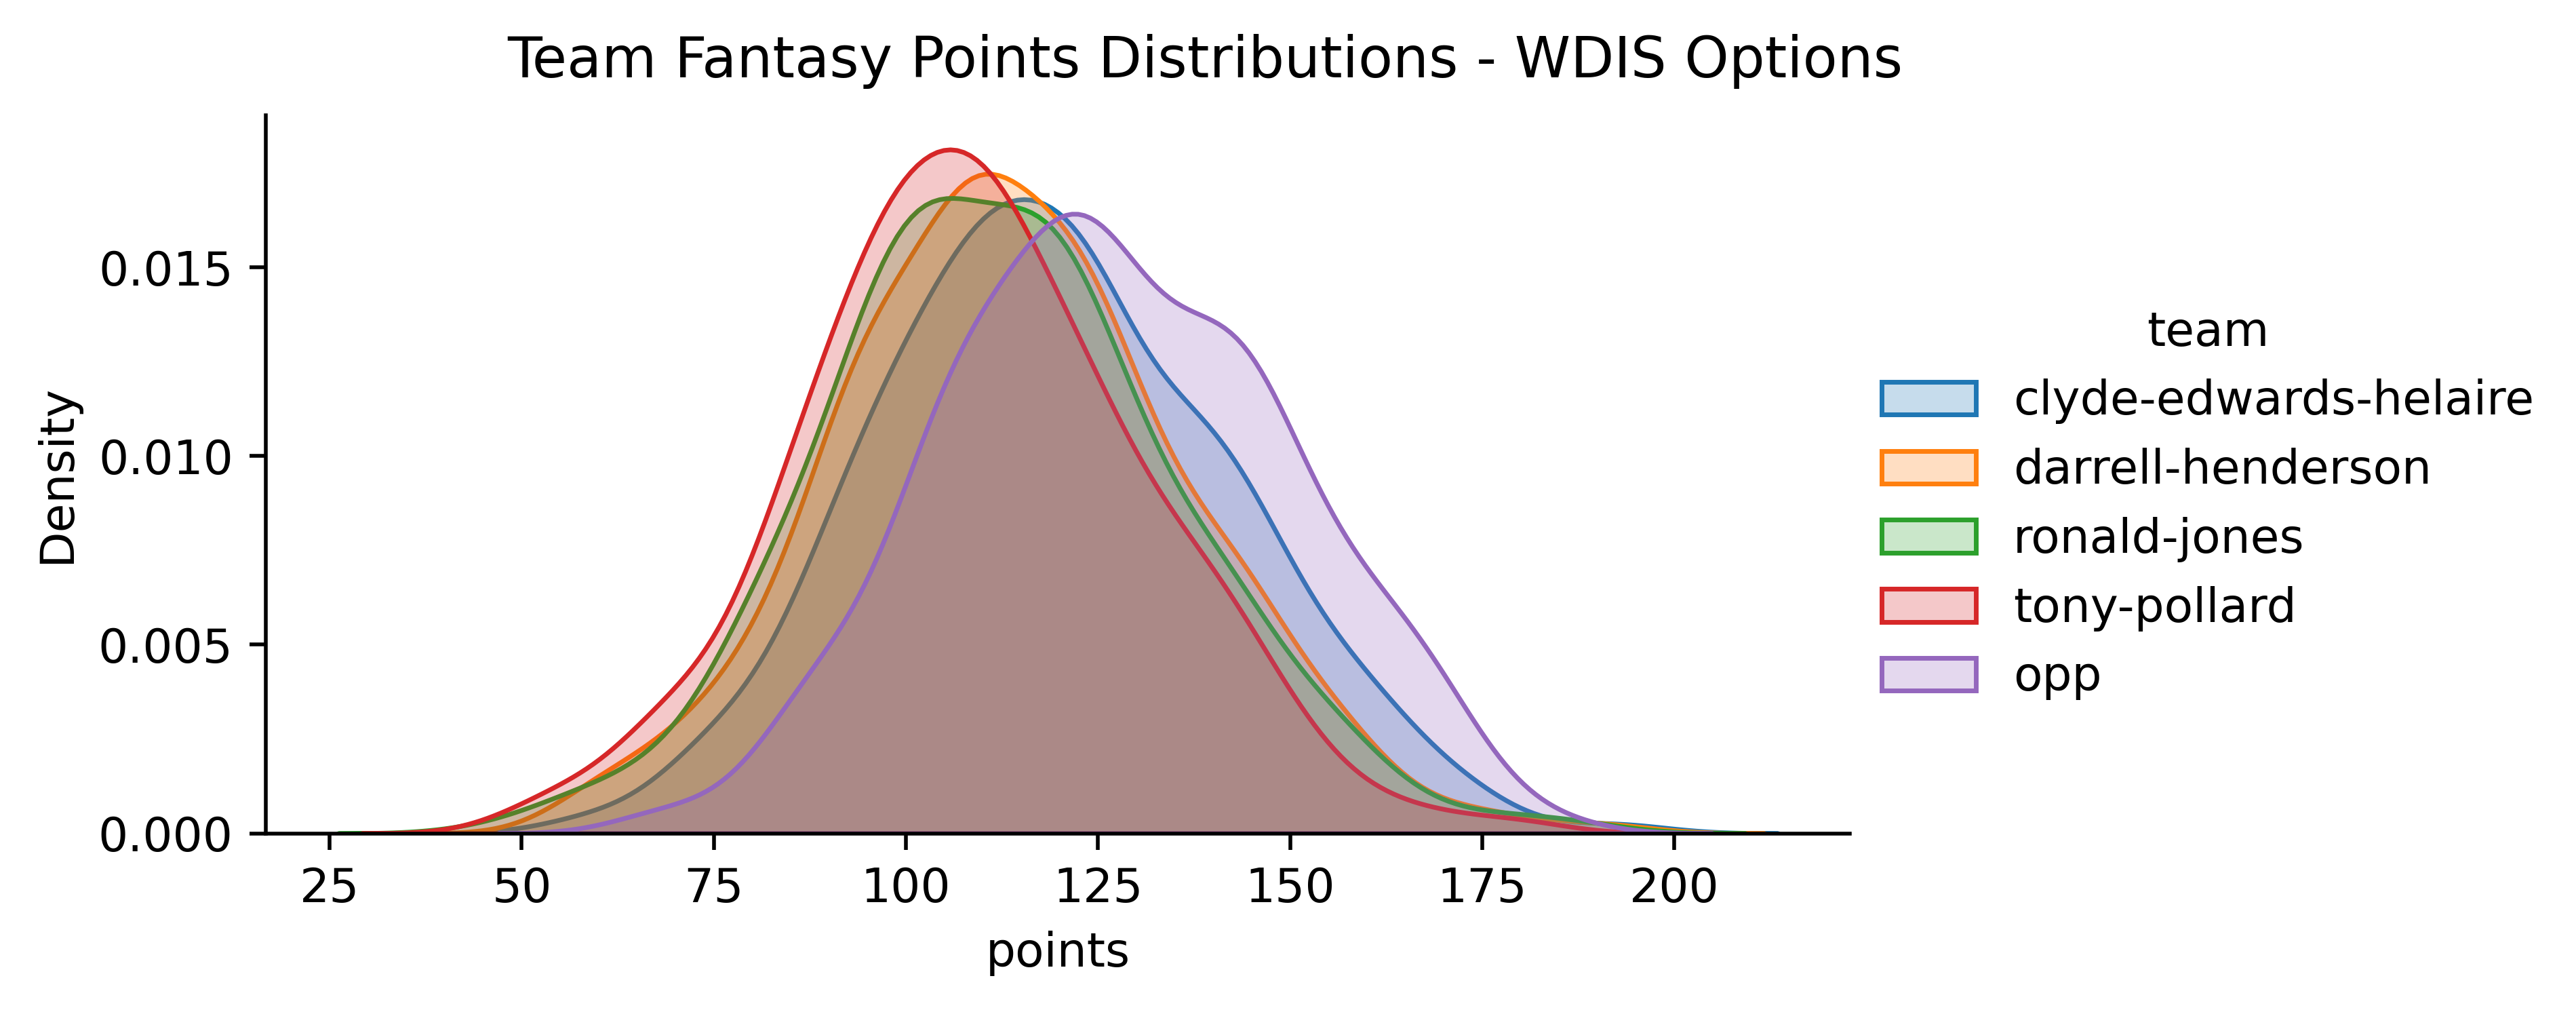 Team Fantasy Points Distributions - WDIS Options
Density
0.015
0.010
0.005
0.000
25 50 75 100 125 150 175 200
points
team
clyde-edwards-helaire
darrell-henderson
ronald-jones
tony-pollard
opp